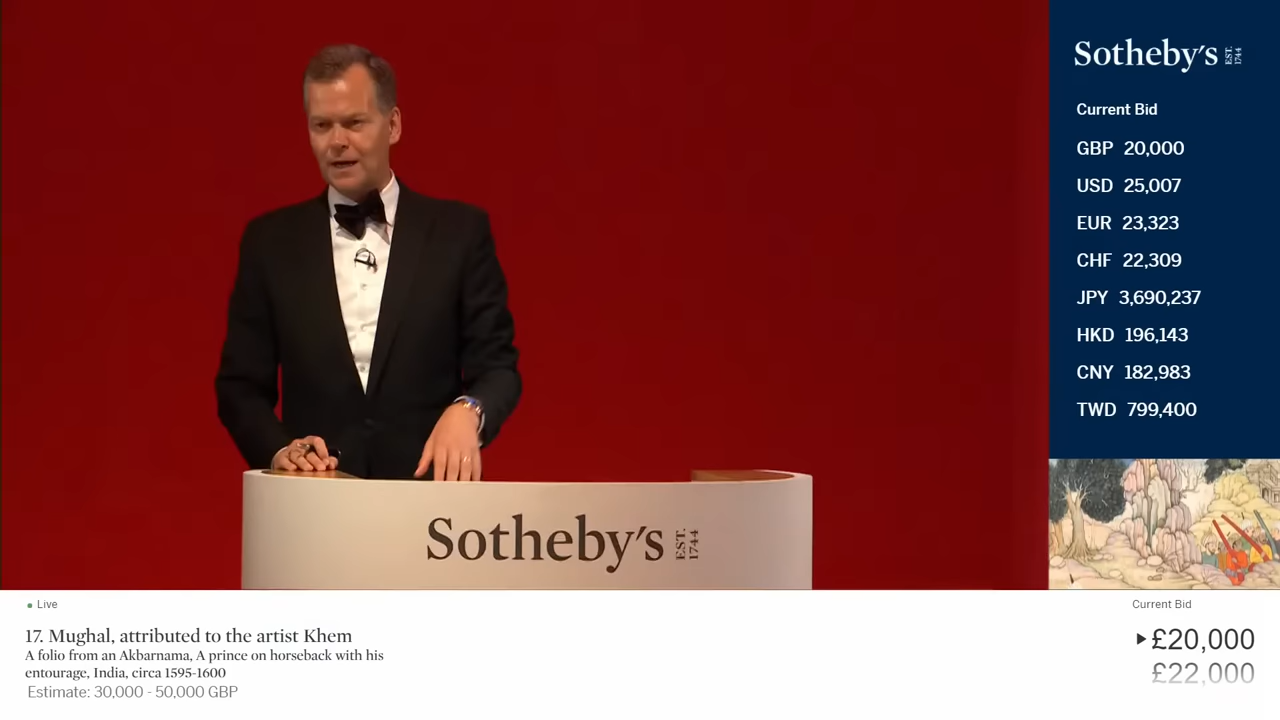 Sotheby's EST. 1744
Current Bid
GBP 20,000
USD 25,007
EUR 23,323
CHF 22,309
JPY 3,690,237
HKD 196,143
CNY 182,983
TWD 799,400
Sotheby's EST. 1744
Live
17. Mughal, attributed to the artist Khem
A folio from an Akbarnama, A prince on horseback with his
entourage, India, circa 1595-1600
Estimate: 30,000 - 50,000 GBP
Current Bid
£20,000
£22,000